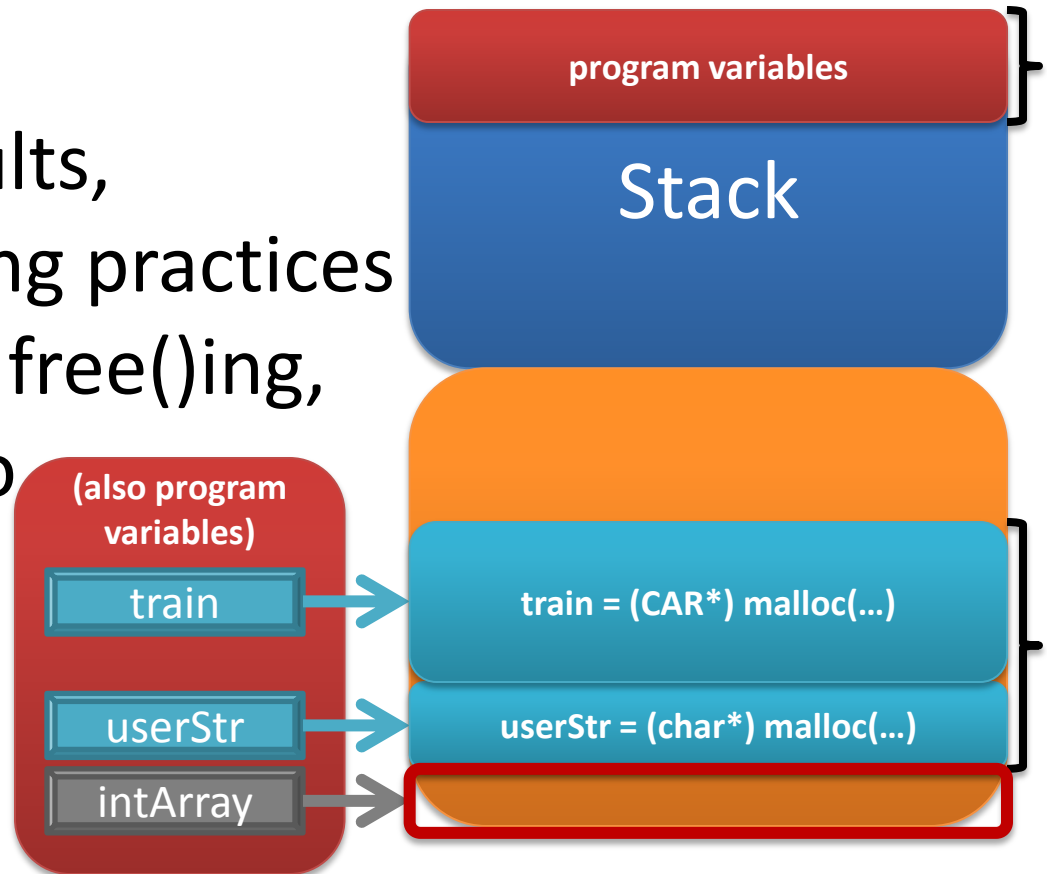 program variables
Stack
ng practices
free()ing,
(also program
variables)
train
userStr
intArray
train = (CAR*) malloc(...)
userStr = (char*) malloc(...)